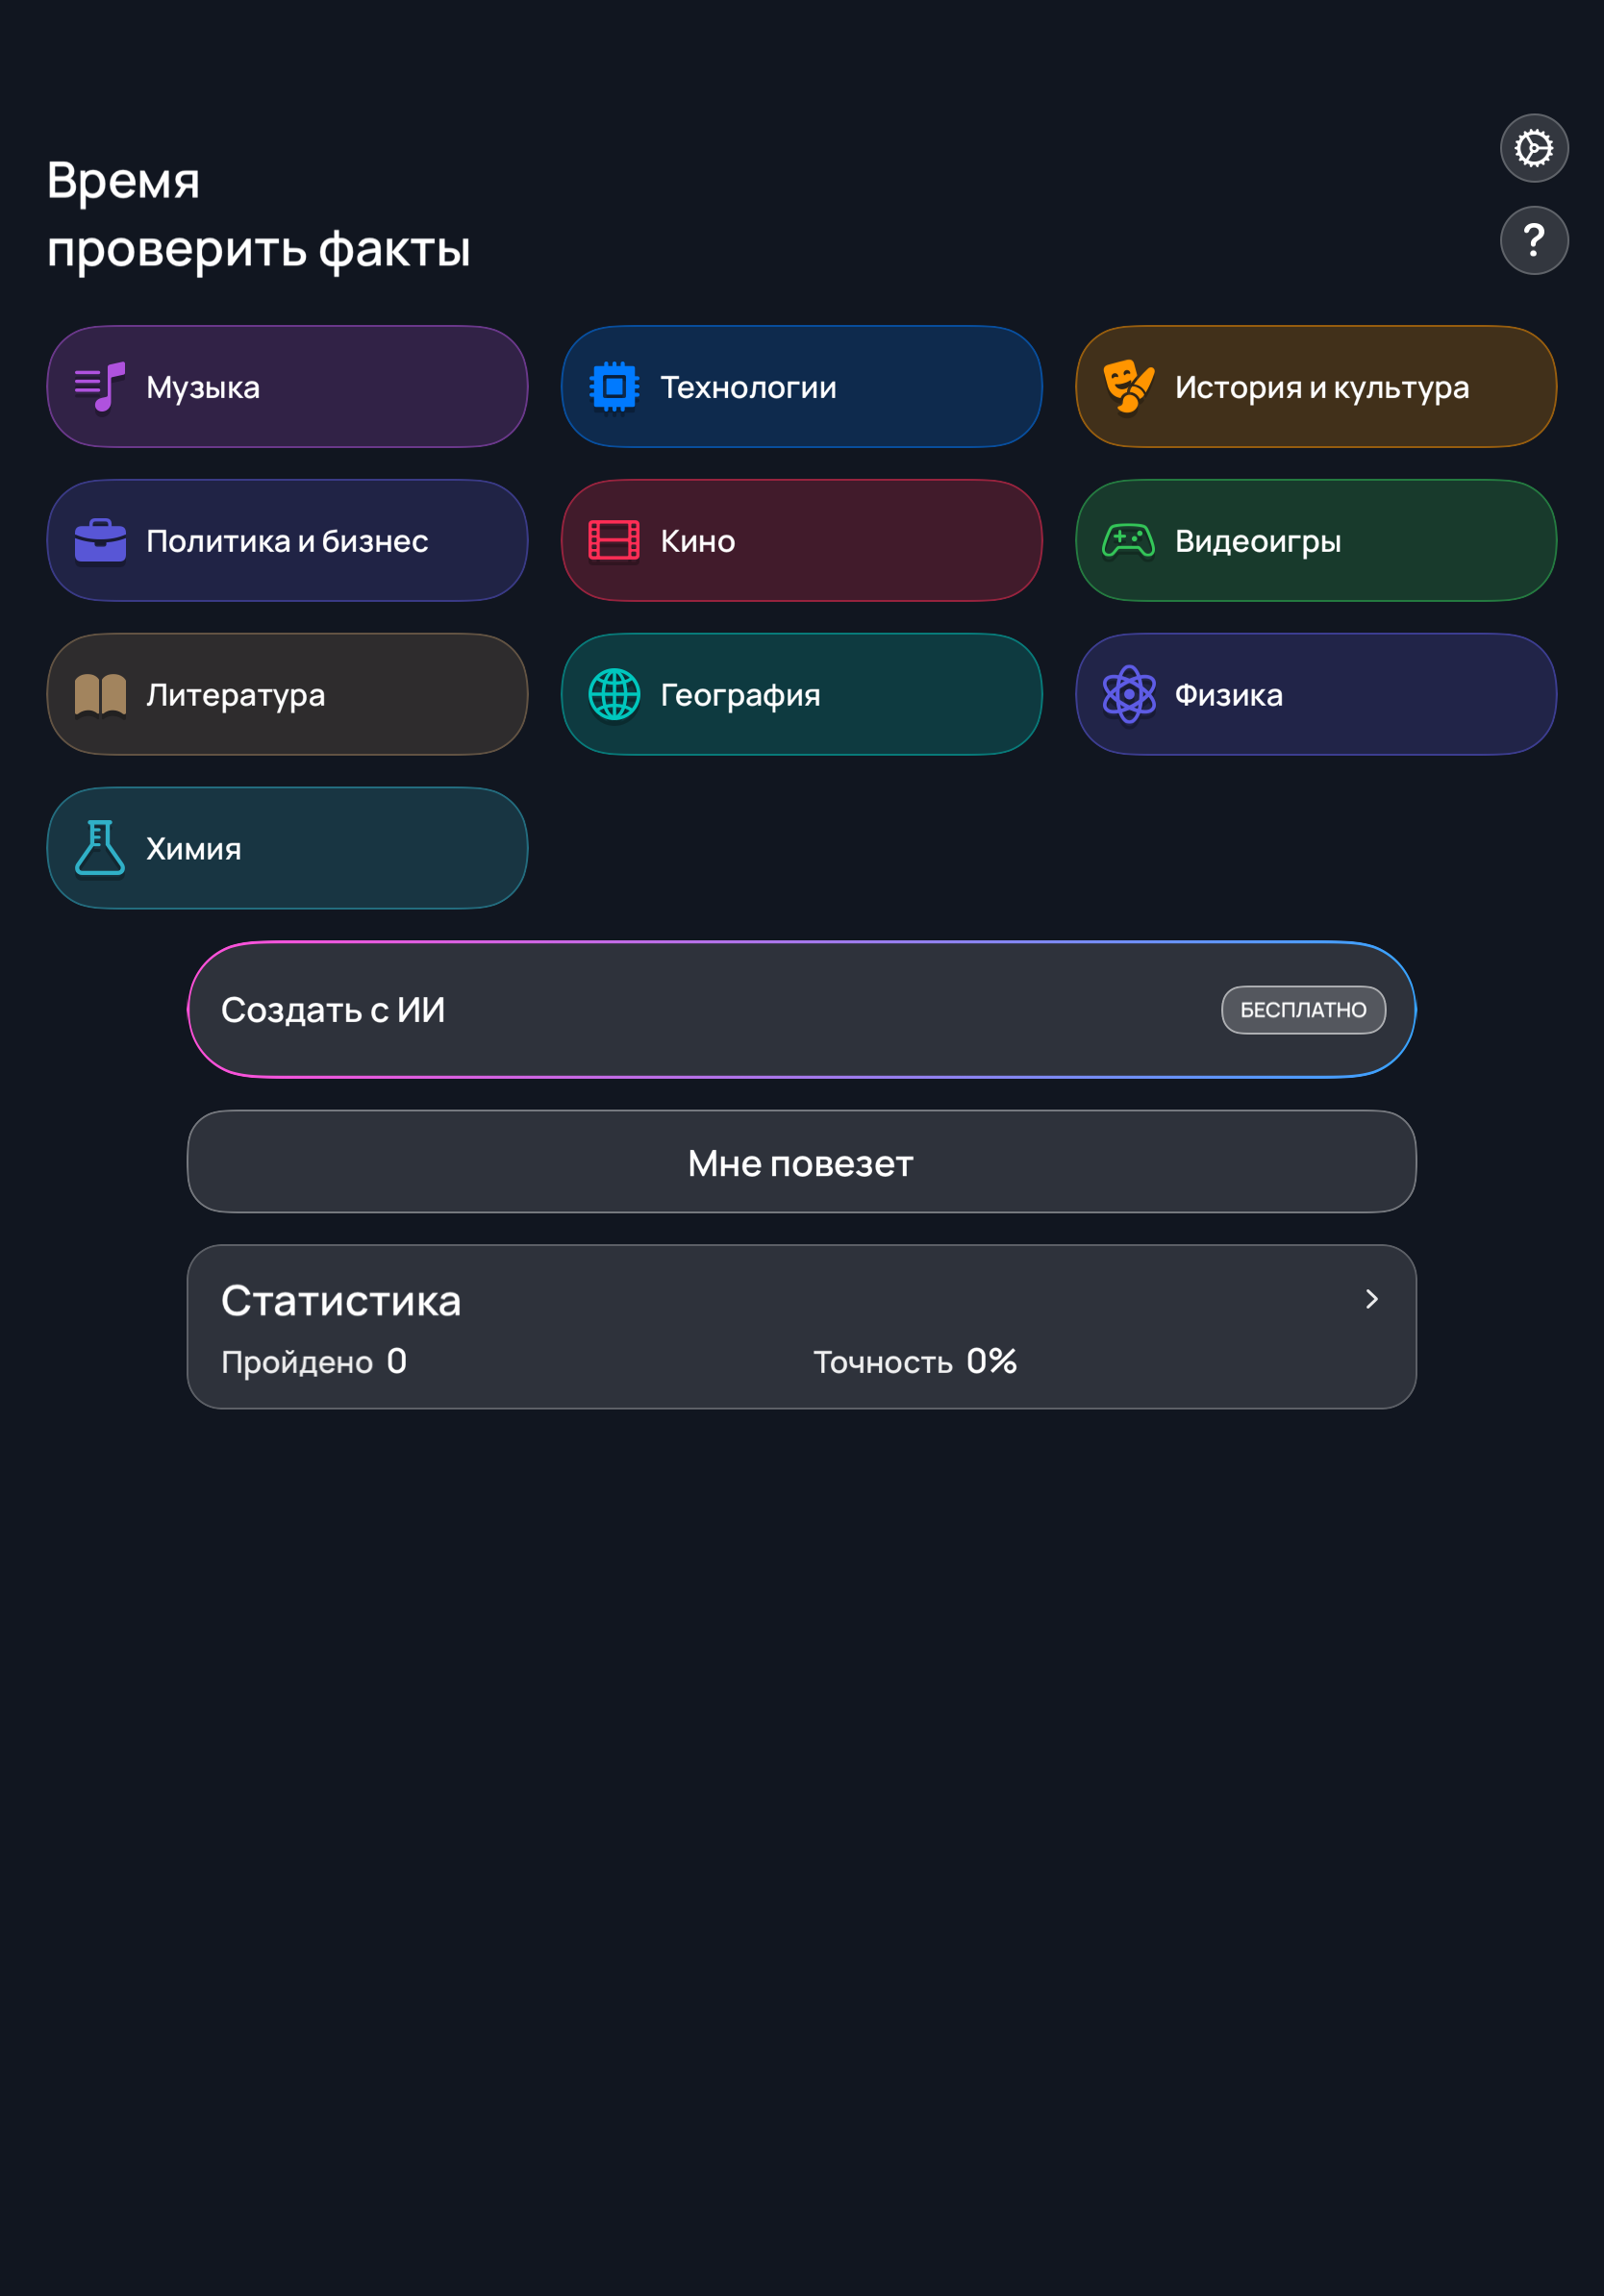 Время
проверить факты
?
Музыка
Технологии
История и культура
Политика и бизнес
Кино
Видеоигры
Литература
География
Физика
Химия
Создать с ИИ
БЕСПЛАТНО
Мне повезет
Статистика
Пройдено 0
Точность 0%